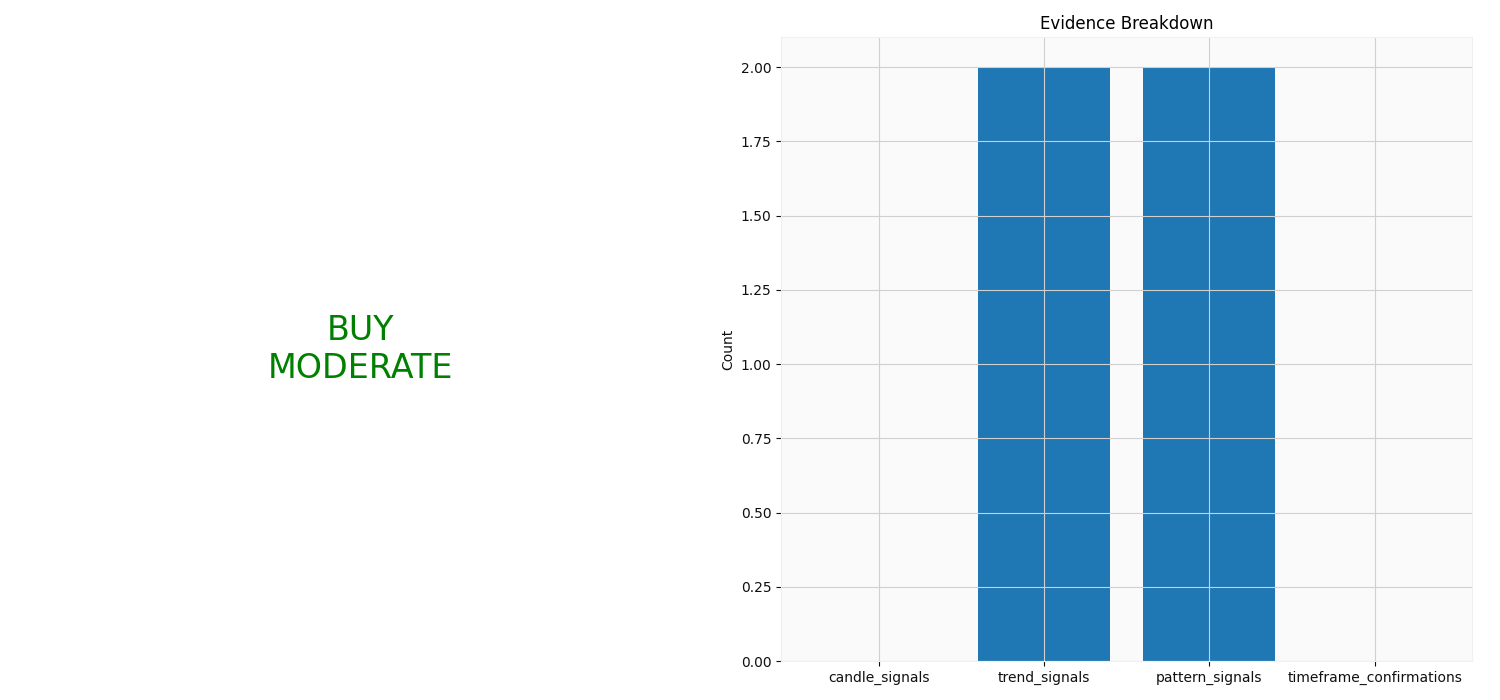 BUY
MODERATE
Evidence Breakdown
Count
2.00
1.75
1.50
1.25
1.00
0.75
0.50
0.25
0.00
candle_signals
trend_signals
pattern_signals
timeframe_confirmations